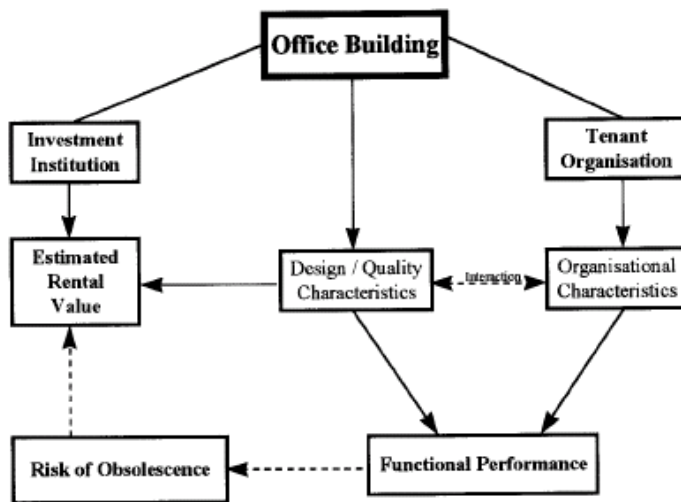 Office Building
Investment
Institution
Tenant
Organisation
Estimated
Rental
Value
Design / Quality
Characteristics
Interaction
Organisational
Characteristics
Risk of Obsolescence
Functional Performance